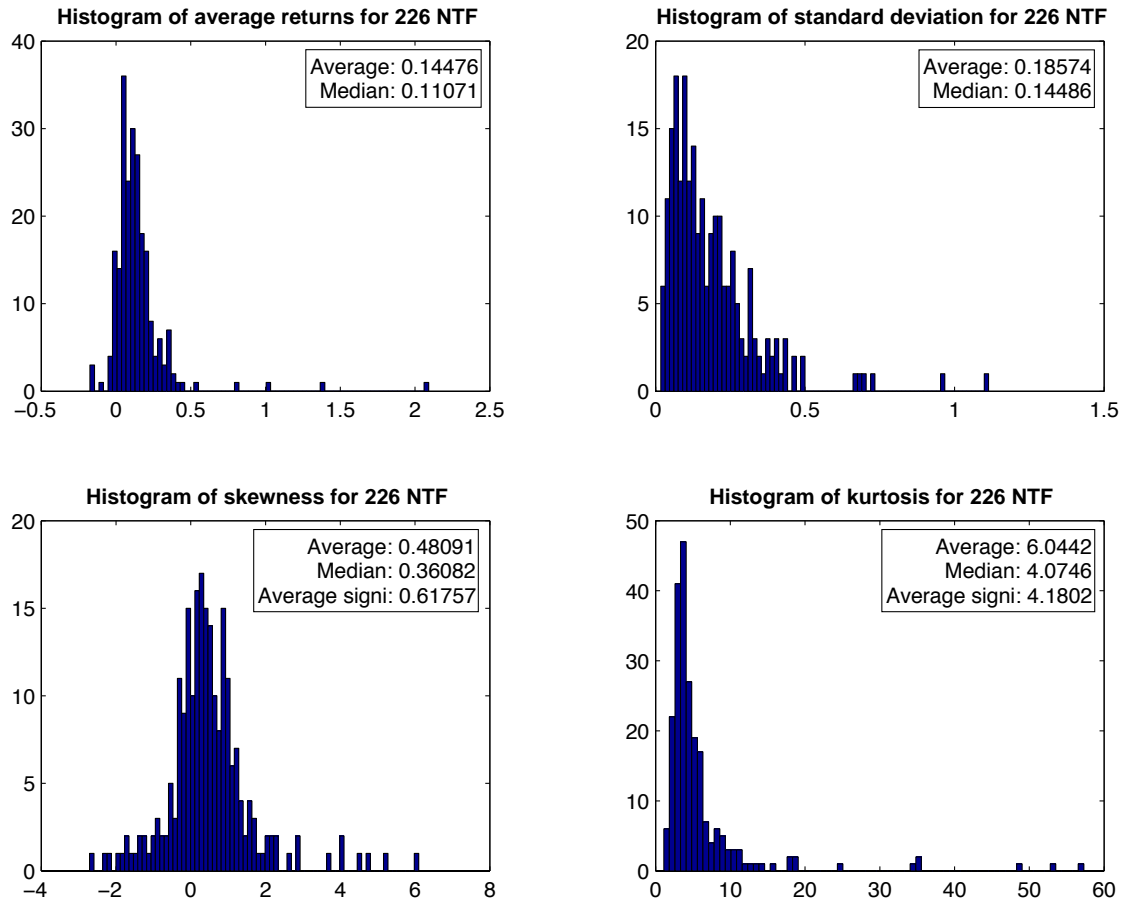 Histogram of average returns for 226 NTF
40
30
20
10
0
−0.5 0 0.5 1 1.5 2 2.5
Average: 0.14476
Median: 0.11071
Histogram of standard deviation for 226 NTF
20
15
10
5
0
0 0.5 1 1.5
Average: 0.18574
Median: 0.14486
Histogram of skewness for 226 NTF
20
15
10
5
0
−4 −2 0 2 4 6 8
Average: 0.48091
Median: 0.36082
Average signi: 0.61757
Histogram of kurtosis for 226 NTF
50
40
30
20
10
0
0 10 20 30 40 50 60
Average: 6.0442
Median: 4.0746
Average signi: 4.1802